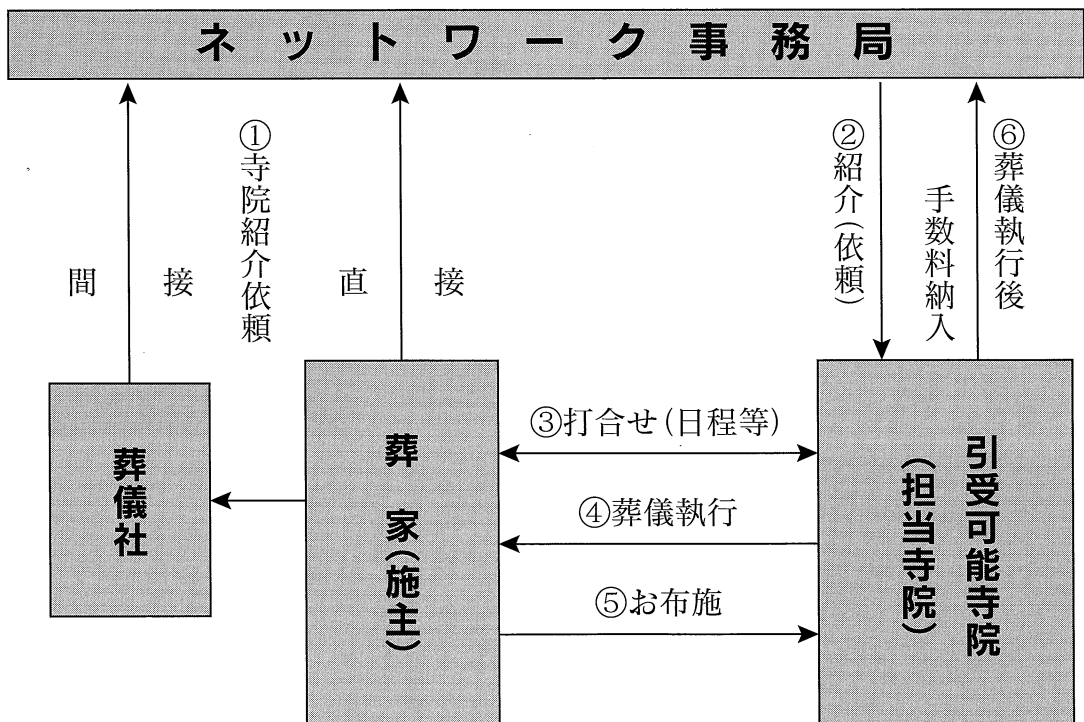 ネットワーク事務局
①寺院紹介依頼
間接
直接
②紹介(依頼)
⑥葬儀執行後
手数料納入
葬儀社
葬家(施主)
③打合せ(日程等)
④葬儀執行
⑤お布施
引受可能寺院
(担当寺院)